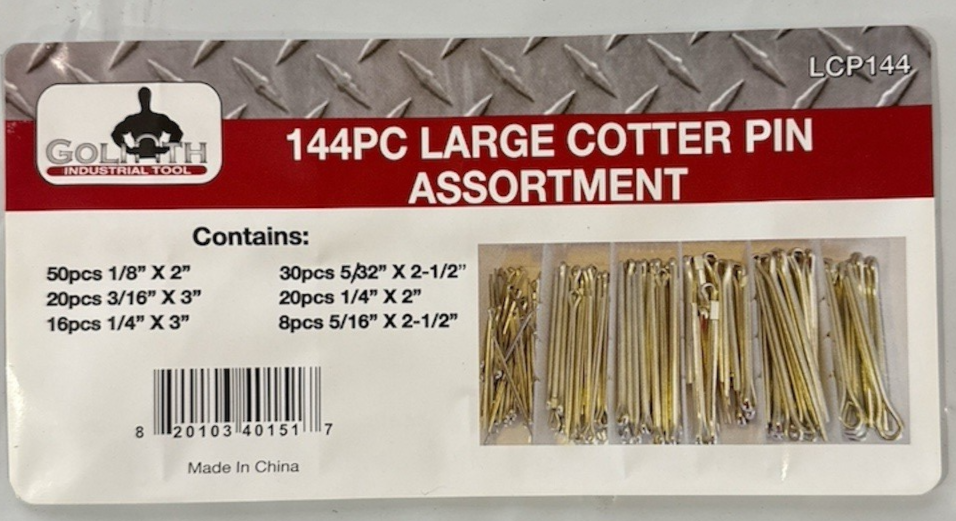 LCP144
GOLIATH
INDUSTRIAL TOOL
144PC LARGE COTTER PIN
ASSORTMENT
Contains:
50pcs 1/8” X 2”
20pcs 3/16” X 3”
16pcs 1/4” X 3”
30pcs 5/32” X 2-1/2”
20pcs 1/4” X 2”
8pcs 5/16” X 2-1/2”
8 20103 40151 7
Made In China